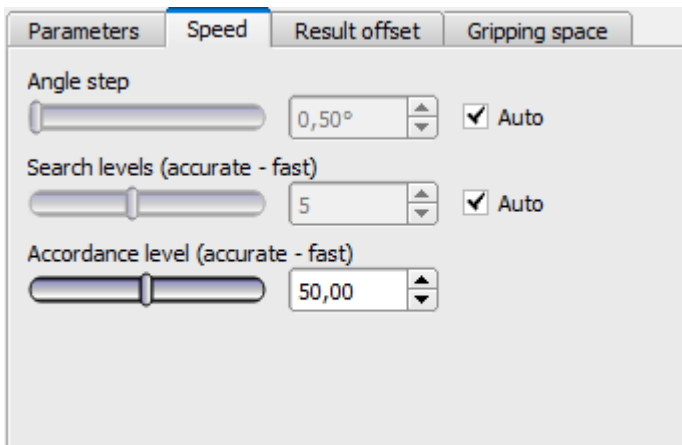 Parameters Speed Result offset Gripping space
Angle step
0,50° Auto
Search levels (accurate - fast)
5 Auto
Accordance level (accurate - fast)
50,00